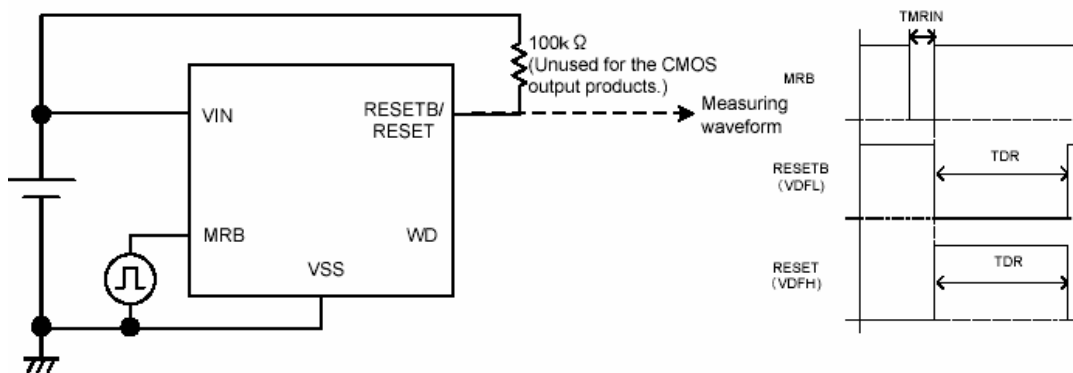 100k Ω
(Unused for the CMOS
output products.)
VIN
RESETB/
RESET
Measuring
waveform
MRB
WD
VSS
TMRIN
MRB
RESETB
(VDFL)
TDR
RESET
(VDFH)
TDR